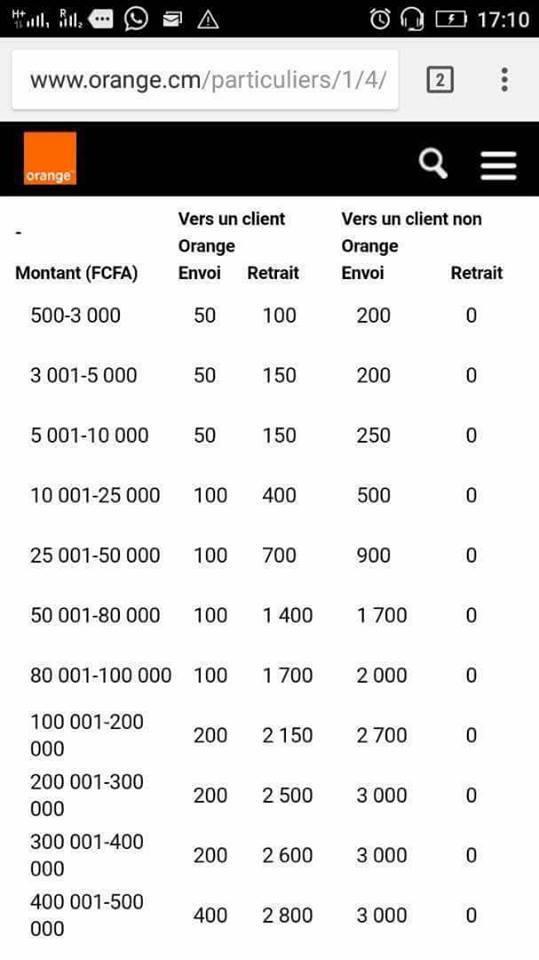 H+ R 17:10
www.orange.cm/particuliers/1/4/ 2
orange™
Vers un client Vers un client non
- Orange Orange
Montant (FCFA) Envoi Retrait Envoi Retrait
500-3 000 50 100 200 0
3 001-5 000 50 150 200 0
5 001-10 000 50 150 250 0
10 001-25 000 100 400 500 0
25 001-50 000 100 700 900 0
50 001-80 000 100 1 400 1 700 0
80 001-100 000 100 1 700 2 000 0
100 001-200
000 200 2 150 2 700 0
200 001-300
000 200 2 500 3 000 0
300 001-400
000 200 2 600 3 000 0
400 001-500
000 400 2 800 3 000 0